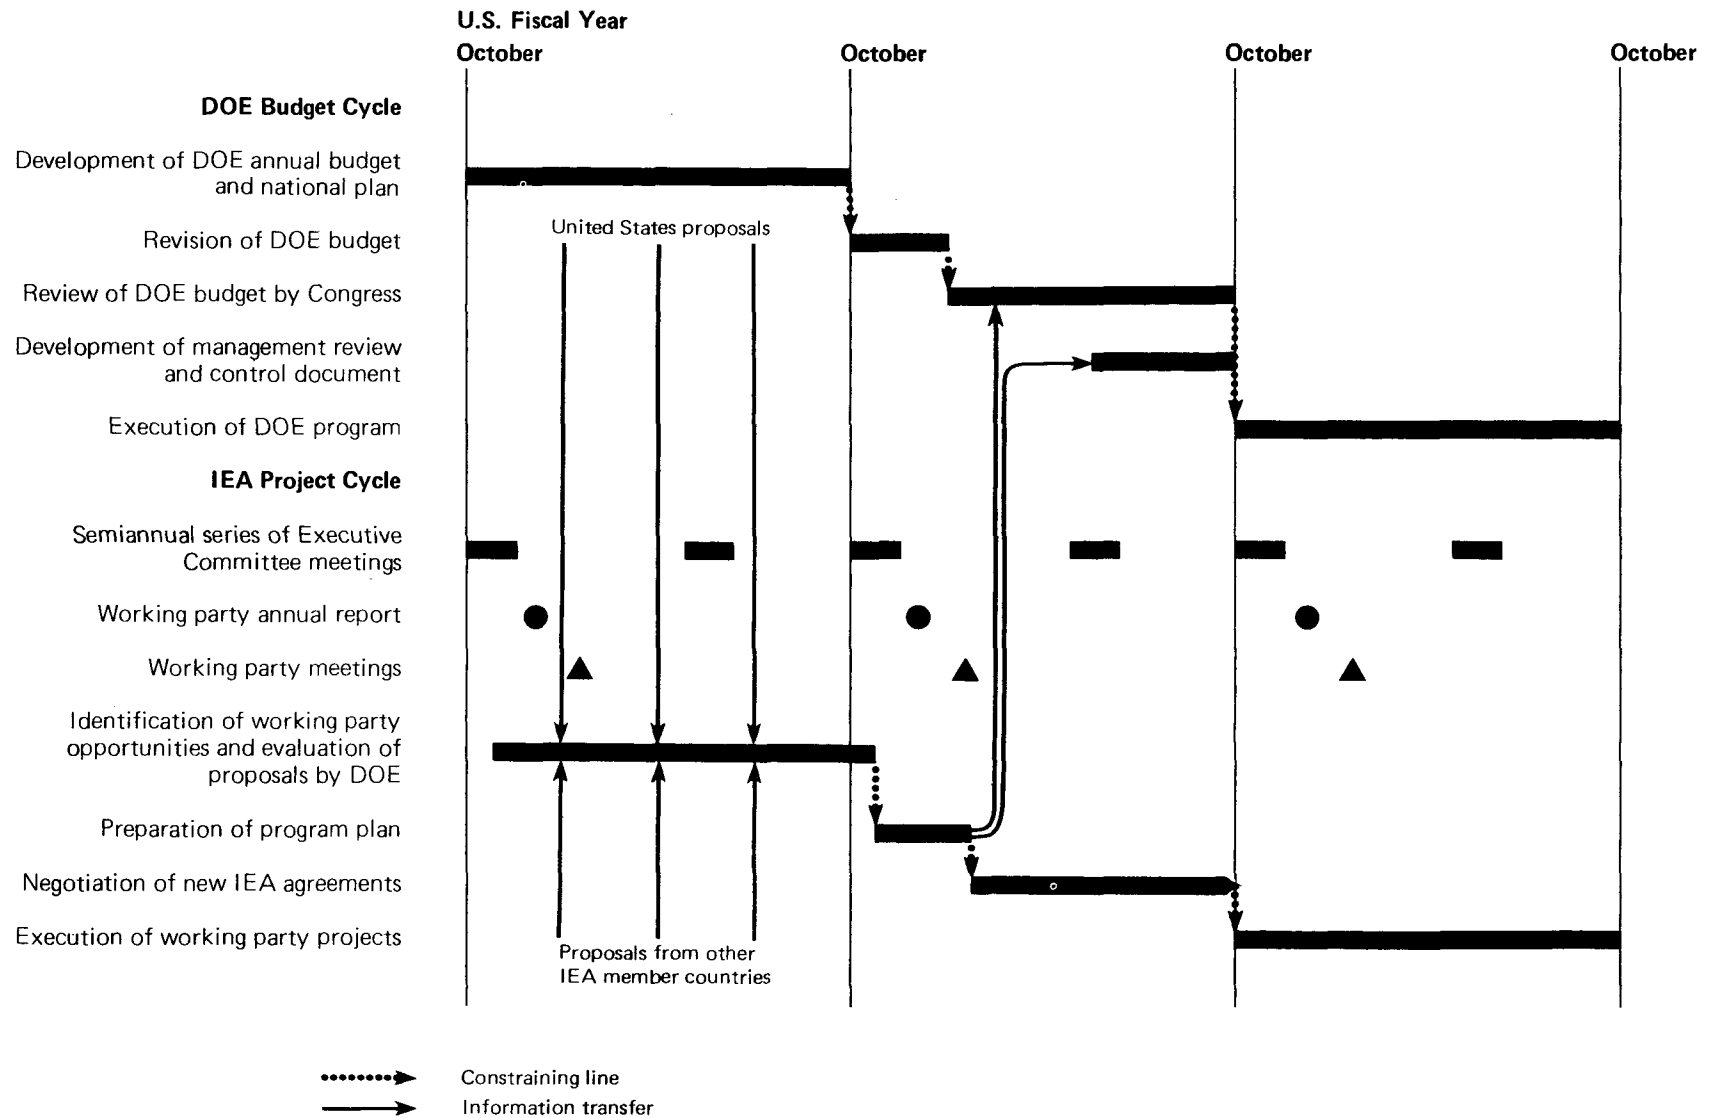 U.S. Fiscal Year
October October October October
DOE Budget Cycle
Development of DOE annual budget
and national plan
United States proposals
Revision of DOE budget
Review of DOE budget by Congress
Development of management review
and control document
Execution of DOE program
IEA Project Cycle
Semiannual series of Executive
Committee meetings
Working party annual report
Working party meetings
Identification of working party
opportunities and evaluation of
proposals by DOE
Preparation of program plan
Negotiation of new IEA agreements
Execution of working party projects
Proposals from other
IEA member countries
Constraining line
Information transfer